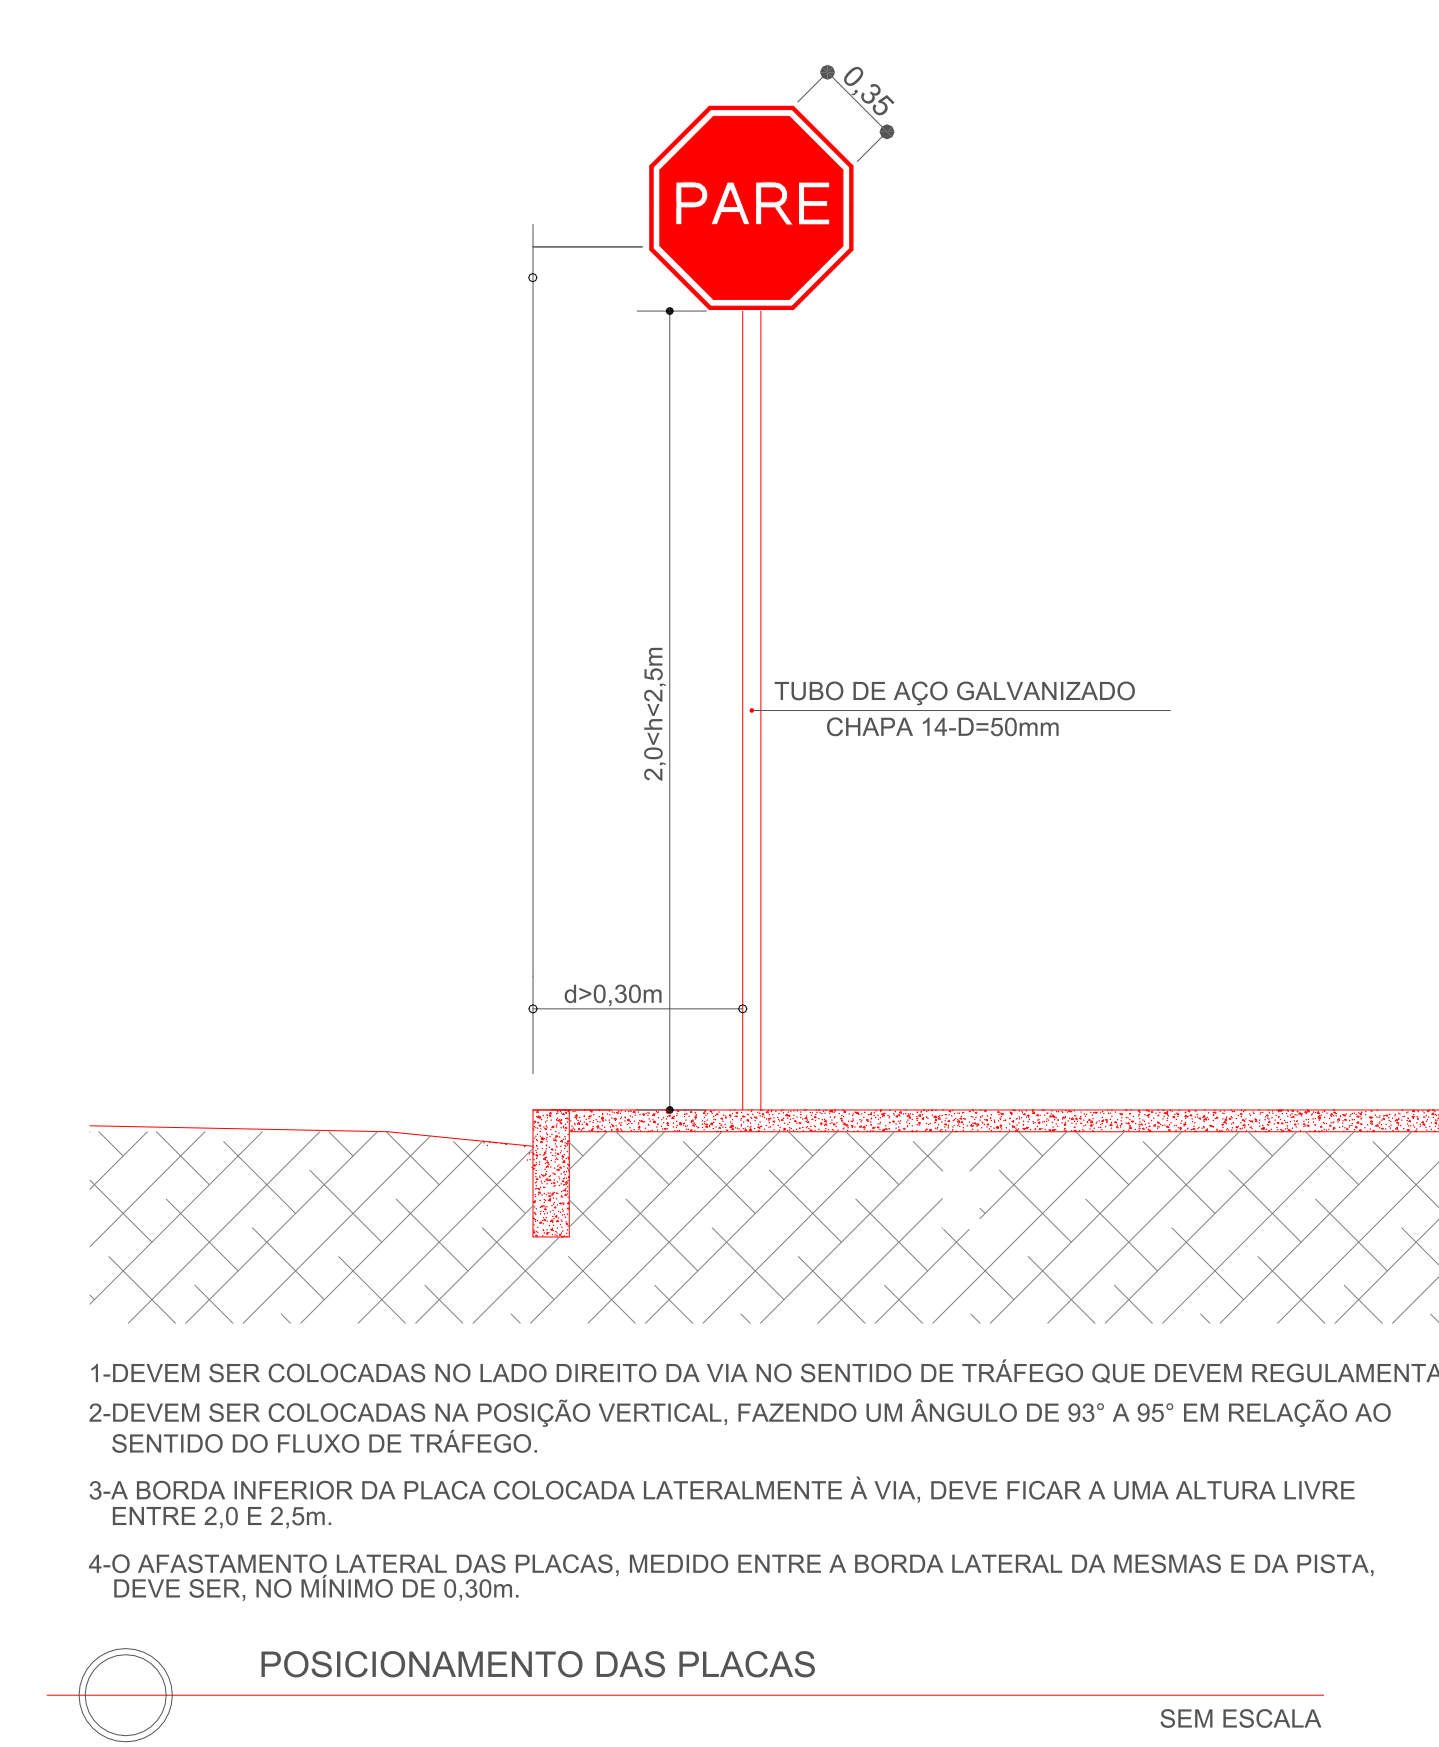 0,35
PARE
2,0<h<2,5m
TUBO DE AÇO GALVANIZADO
CHAPA 14-D=50mm
d>0,30m
1-DEVEM SER COLOCADAS NO LADO DIREITO DA VIA NO SENTIDO DE TRÁFEGO QUE DEVEM REGULAMENTA
2-DEVEM SER COLOCADAS NA POSIÇÃO VERTICAL, FAZENDO UM ÂNGULO DE 93° A 95° EM RELAÇÃO AO
SENTIDO DO FLUXO DE TRÁFEGO.
3-A BORDA INFERIOR DA PLACA COLOCADA LATERALMENTE À VIA, DEVE FICAR A UMA ALTURA LIVRE
ENTRE 2,0 E 2,5m.
4-O AFASTAMENTO LATERAL DAS PLACAS, MEDIDO ENTRE A BORDA LATERAL DA MESMAS E DA PISTA,
DEVE SER, NO MÍNIMO DE 0,30m.
POSICIONAMENTO DAS PLACAS
SEM ESCALA